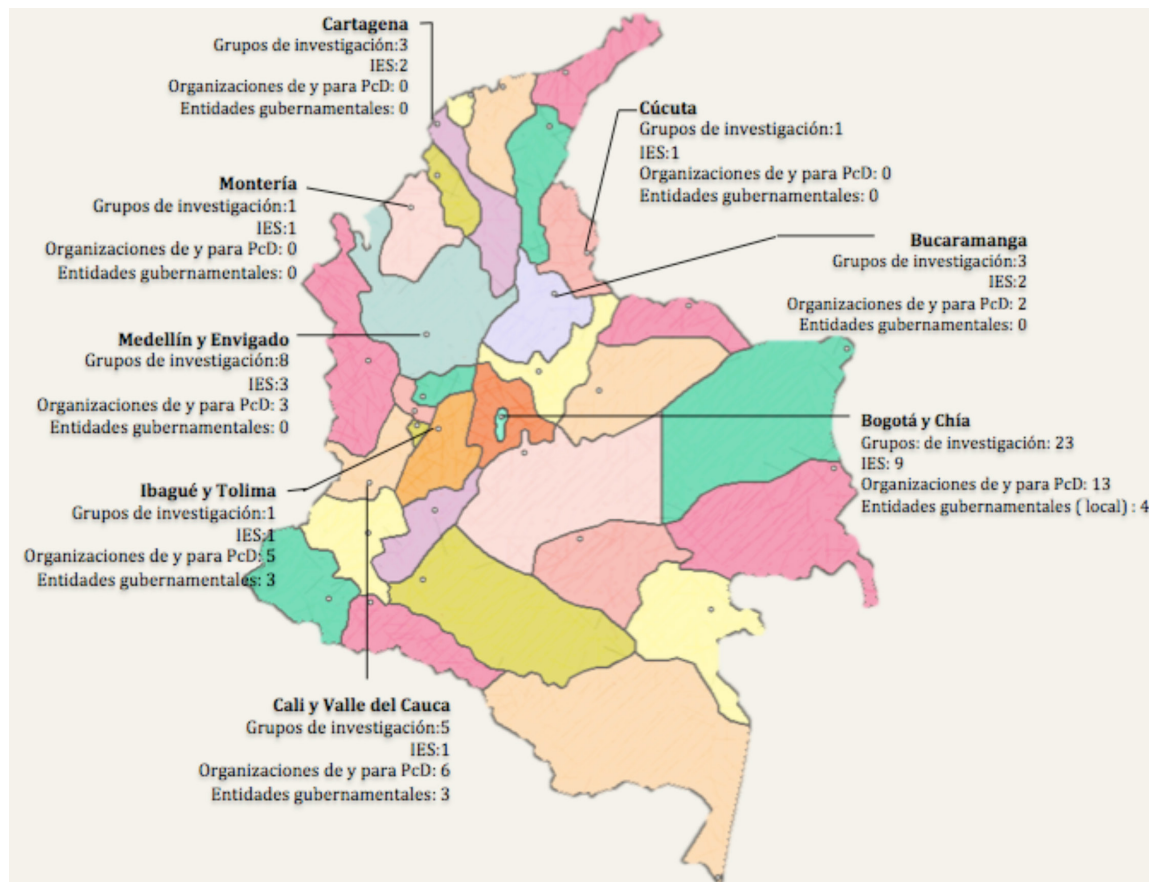 Cartagena
Grupos de investigación:3
IES:2
Organizaciones de y para PcD: 0
Entidades gubernamentales: 0
Cúcuta
Grupos de investigación:1
IES:1
Organizaciones de y para PcD: 0
Entidades gubernamentales: 0
Montería
Grupos de investigación:1
IES:1
Organizaciones de y para PcD: 0
Entidades gubernamentales: 0
Bucaramanga
Grupos de investigación:3
IES:2
Organizaciones de y para PcD: 2
Entidades gubernamentales: 0
Medellín y Envigado
Grupos de investigación:8
IES:3
Organizaciones de y para PcD: 3
Entidades gubernamentales: 0
Bogotá y Chía
Grupos: de investigación: 23
IES: 9
Organizaciones de y para PcD: 13
Entidades gubernamentales ( local) : 4
Ibagué y Tolima
Grupos de investigación:1
IES:1
Organizaciones de y para PcD: 5
Entidades gubernamentales: 3
Cali y Valle del Cauca
Grupos de investigación:5
IES:1
Organizaciones de y para PcD: 6
Entidades gubernamentales: 3